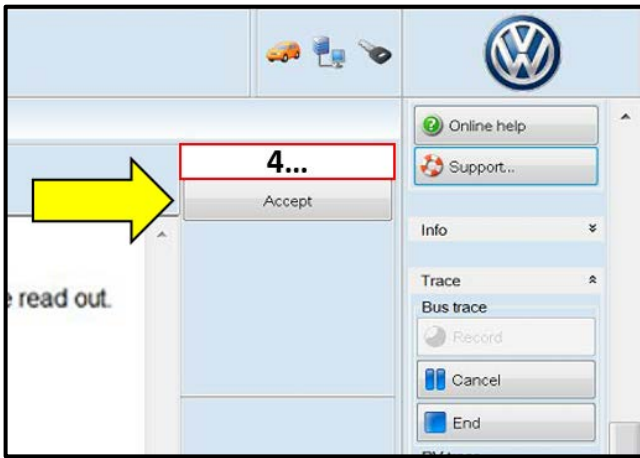 Online help
4...
Support...
Accept
Info
e read out.
Trace
Bus trace
Record
Cancel
End